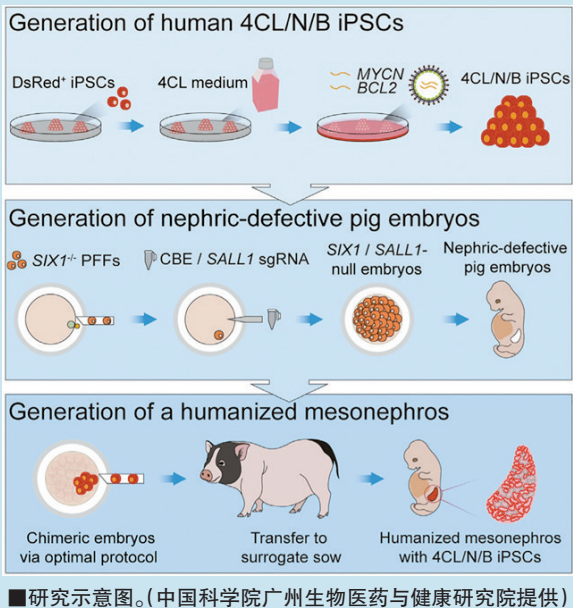 Generation of human 4CL/N/B iPSCs
DsRed⁺ iPSCs
4CL medium
MYCN
BCL2
4CL/N/B iPSCs
Generation of nephric-defective pig embryos
SIX1⁻/⁻ PFFs
CBE / SALL1 sgRNA
SIX1 / SALL1-
null embryos
Nephric-defective
pig embryos
Generation of a humanized mesonephros
Chimeric embryos
via optimal protocol
Transfer to
surrogate sow
Humanized mesonephros
with 4CL/N/B iPSCs
■研究示意图。(中国科学院广州生物医药与健康研究院提供)